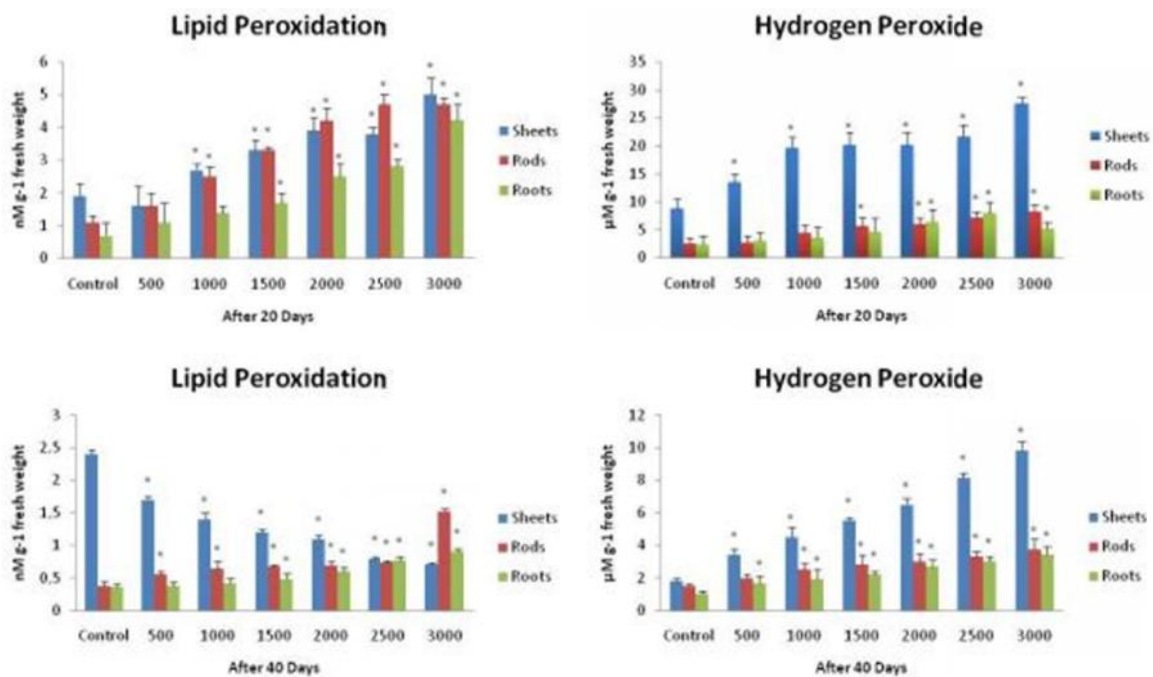 Lipid Peroxidation
nM g-1 fresh weight
6
5
4
3
2
1
0
* * * * * * * * * * * * * *
Control 500 1000 1500 2000 2500 3000
After 20 Days
Sheets
Rods
Roots
Hydrogen Peroxide
µM g-1 fresh weight
35
30
25
20
15
10
5
0
* * * * * * * * * * * * *
Control 500 1000 1500 2000 2500 3000
After 20 Days
Sheets
Rods
Roots
Lipid Peroxidation
nM g-1 fresh weight
3
2.5
2
1.5
1
0.5
0
* * * * * * * * * * * * * * * *
Control 500 1000 1500 2000 2500 3000
After 40 Days
Sheets
Rods
Roots
Hydrogen Peroxide
µM g-1 fresh weight
12
10
8
6
4
2
0
* * * * * * * * * * * * * * * * *
Control 500 1000 1500 2000 2500 3000
After 40 Days
Sheets
Rods
Roots